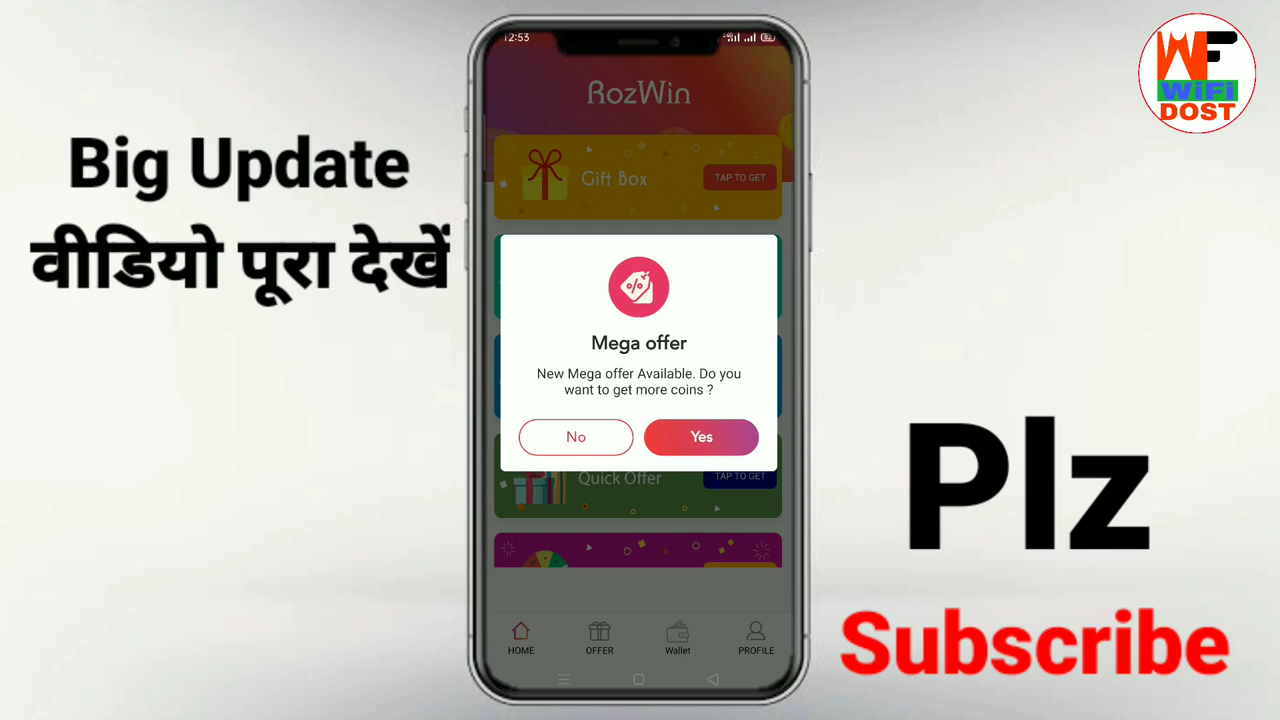 Big Update
वीडियो पूरा देखें
12:53
RozWin
Gift Box
TAP TO GET
Mega offer
New Mega offer Available. Do you
want to get more coins ?
No
Yes
Quick Offer
TAP TO GET
HOME
OFFER
Wallet
PROFILE
WF
WiFi
DOST
Plz
Subscribe